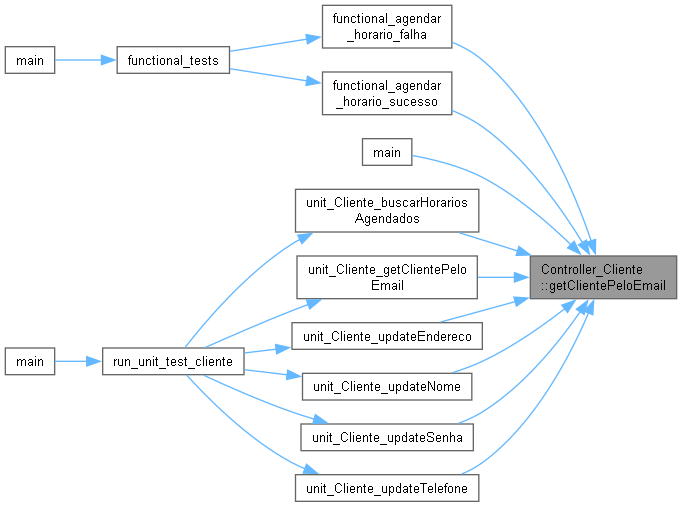 functional_agendar
_horario_falha
main
functional_tests
functional_agendar
_horario_sucesso
main
unit_Cliente_buscarHorarios
Agendados
Controller_Cliente
::getClientePeloEmail
unit_Cliente_getClientePelo
Email
unit_Cliente_updateEndereco
main
run_unit_test_cliente
unit_Cliente_updateNome
unit_Cliente_updateSenha
unit_Cliente_updateTelefone